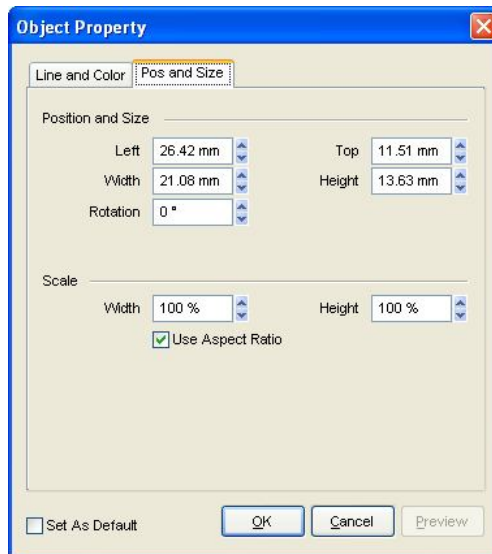 Object Property
Line and Color Pos and Size
Position and Size
Left 26.42 mm Top 11.51 mm
Width 21.08 mm Height 13.63 mm
Rotation 0 °
Scale
Width 100 % Height 100 %
Use Aspect Ratio
Set As Default OK Cancel Preview